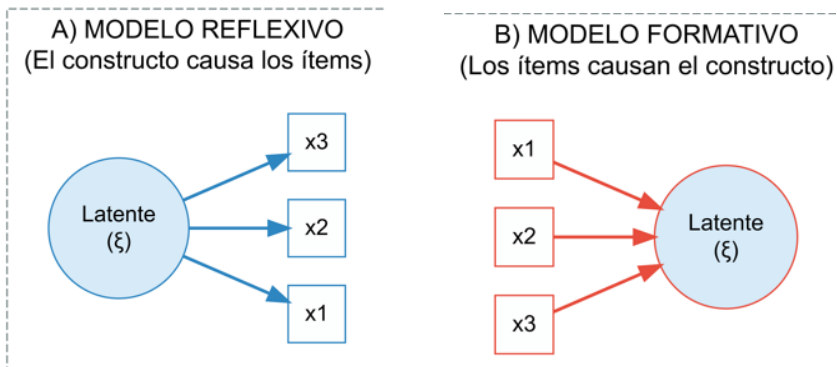 A) MODELO REFLEXIVO
(El constructo causa los ítems)
x3
Latente
(ξ)
x2
x1
B) MODELO FORMATIVO
(Los ítems causan el constructo)
x1
x2
Latente
(ξ)
x3